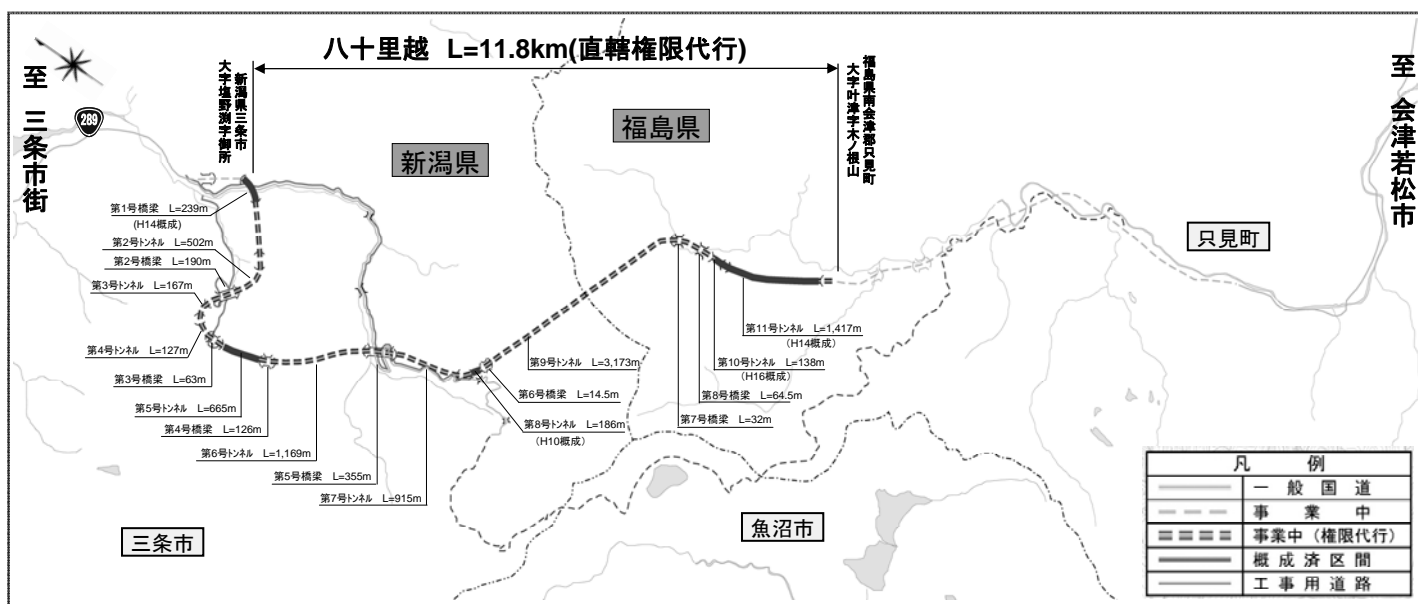 八十里越 L=11.8km(直轄権限代行)
至 三条市街
289
新潟県三条市
大字塩野渕字御所
福島県南会津郡只見町
大字叶津字木ノ根山
至 会津若松市
新潟県
福島県
只見町
三条市
魚沼市
第1号橋梁 L=239m
(H14概成)
第2号トンネル L=502m
第2号橋梁 L=190m
第3号トンネル L=167m
第4号トンネル L=127m
第3号橋梁 L=63m
第5号トンネル L=665m
第4号橋梁 L=126m
第6号トンネル L=1,169m
第5号橋梁 L=355m
第7号トンネル L=915m
第8号トンネル L=186m
(H10概成)
第6号橋梁 L=14.5m
第9号トンネル L=3,173m
第7号橋梁 L=32m
第8号橋梁 L=64.5m
第10号トンネル L=138m
(H16概成)
第11号トンネル L=1,417m
(H14概成)
凡 例
一般国道
事業中
事業中(権限代行)
概成済区間
工事用道路